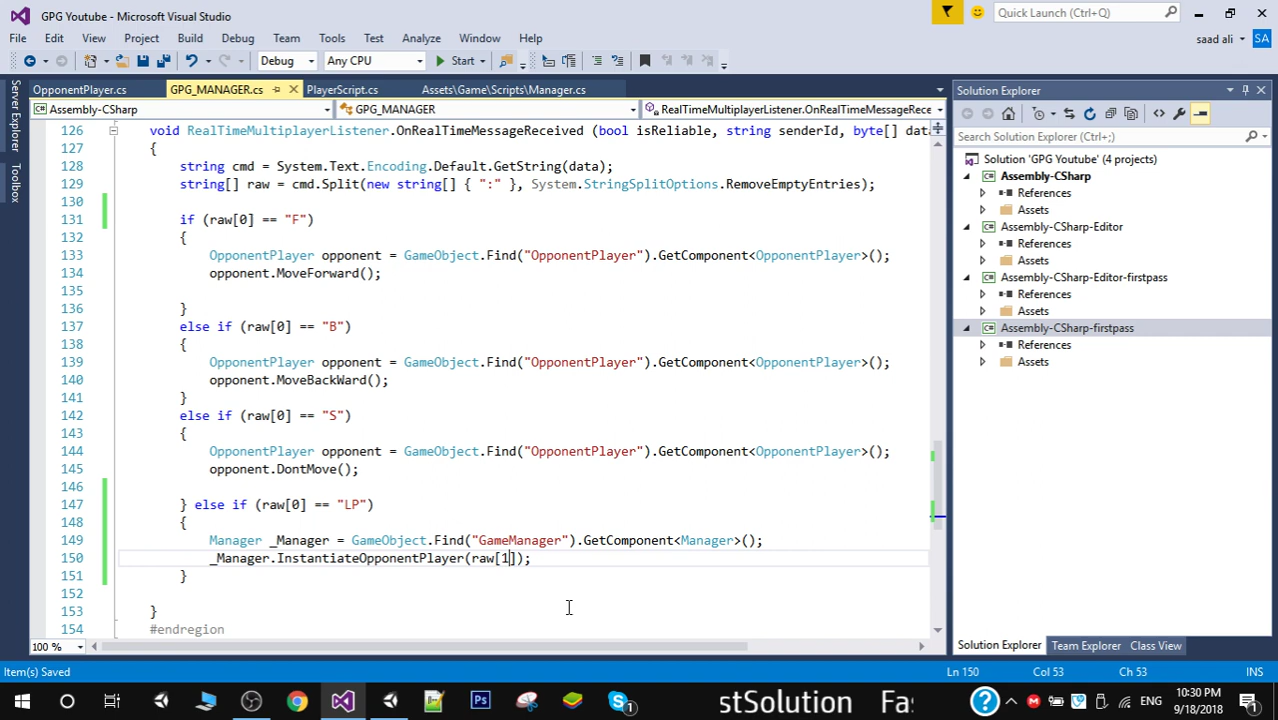 GPG Youtube - Microsoft Visual Studio
Quick Launch (Ctrl+Q)
File Edit View Project Build Debug Team Tools Test Analyze Window Help
saad ali SA
Debug Any CPU Start
Server Explorer
Toolbox
OpponentPlayer.cs GPG_MANAGER.cs PlayerScript.cs Assets\Game\Scripts\Manager.cs
Assembly-CSharp GPG_MANAGER RealTimeMultiplayerListener.OnRealTimeMessageRece
126 void RealTimeMultiplayerListener.OnRealTimeMessageReceived (bool isReliable, string senderId, byte[] dat
127 {
128 string cmd = System.Text.Encoding.Default.GetString(data);
129 string[] raw = cmd.Split(new string[] { ":" }, System.StringSplitOptions.RemoveEmptyEntries);
130
131 if (raw[0] == "F")
132 {
133 OpponentPlayer opponent = GameObject.Find("OpponentPlayer").GetComponent<OpponentPlayer>();
134 opponent.MoveForward();
135
136 }
137 else if (raw[0] == "B")
138 {
139 OpponentPlayer opponent = GameObject.Find("OpponentPlayer").GetComponent<OpponentPlayer>();
140 opponent.MoveBackWard();
141 }
142 else if (raw[0] == "S")
143 {
144 OpponentPlayer opponent = GameObject.Find("OpponentPlayer").GetComponent<OpponentPlayer>();
145 opponent.DontMove();
146
147 } else if (raw[0] == "LP")
148 {
149 Manager _Manager = GameObject.Find("GameManager").GetComponent<Manager>();
150 _Manager.InstantiateOpponentPlayer(raw[1]);
151 }
152
153 }
154 #endregion
100 %
Solution Explorer
Search Solution Explorer (Ctrl+;)
Solution 'GPG Youtube' (4 projects)
Assembly-CSharp
References
Assets
Assembly-CSharp-Editor
References
Assets
Assembly-CSharp-Editor-firstpass
References
Assets
Assembly-CSharp-firstpass
References
Assets
Solution Explorer Team Explorer Class View
Item(s) Saved Ln 150 Col 53 Ch 53 INS
stSolution Fa
ENG
10:30 PM
9/18/2018